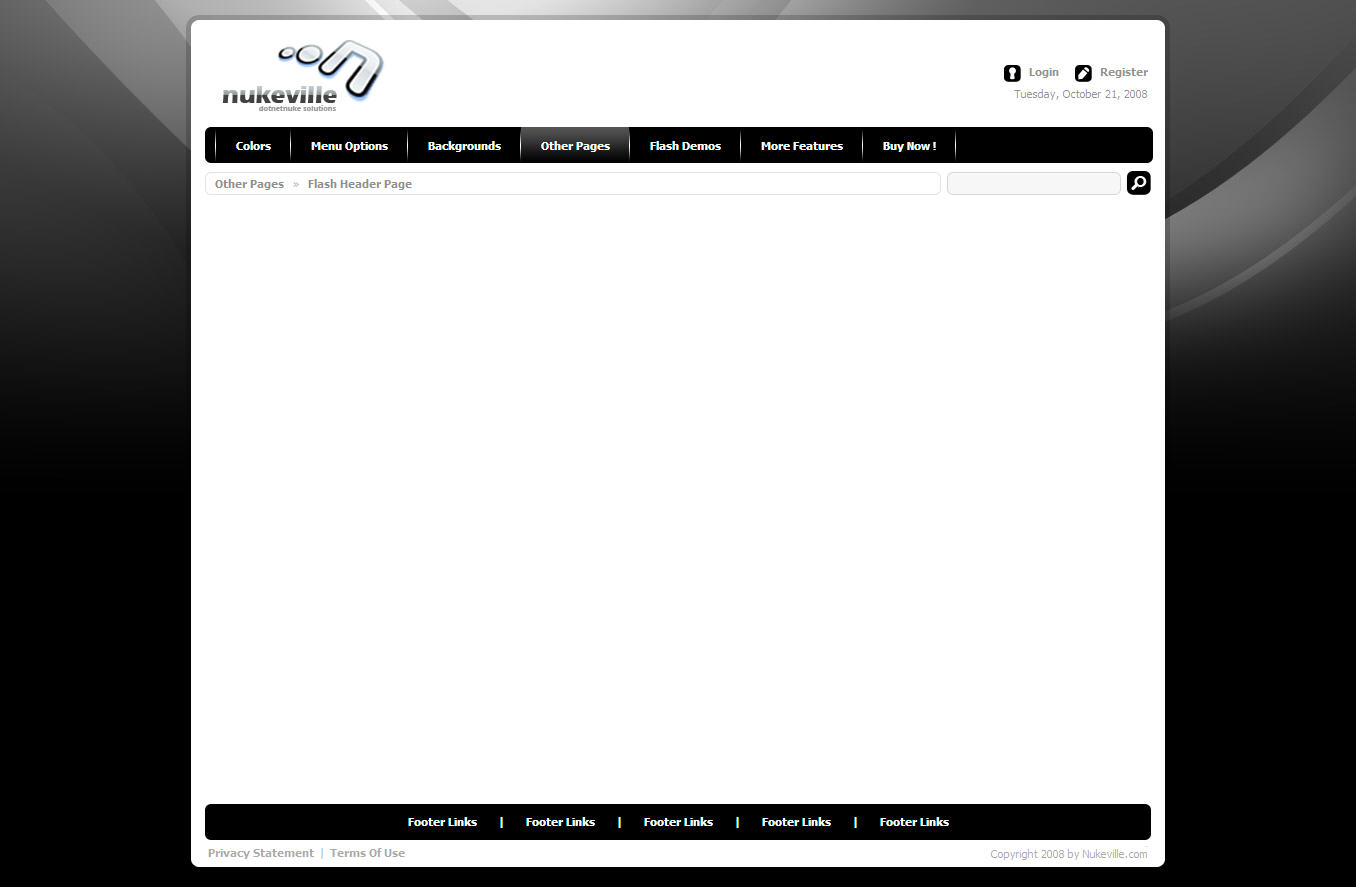 nukeville
dotnetnuke solutions
Login Register
Tuesday, October 21, 2008
Colors Menu Options Backgrounds Other Pages Flash Demos More Features Buy Now !
Other Pages » Flash Header Page
Footer Links | Footer Links | Footer Links | Footer Links | Footer Links
Privacy Statement | Terms Of Use
Copyright 2008 by Nukeville.com